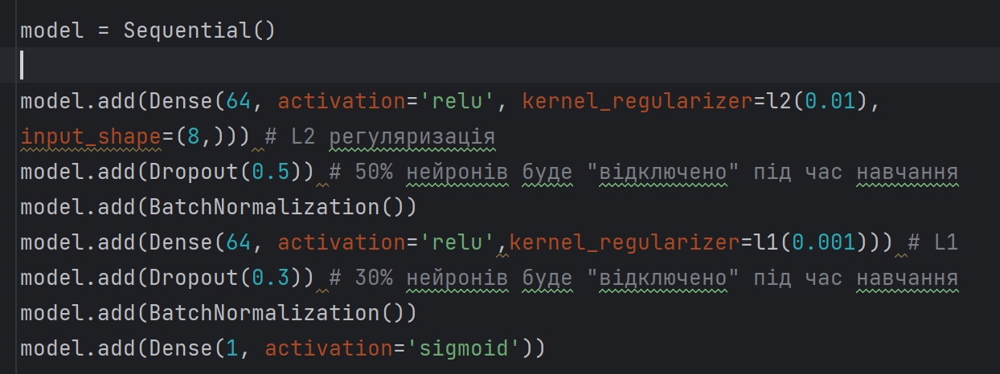 model = Sequential()
model.add(Dense(64, activation='relu', kernel_regularizer=l2(0.01),
input_shape=(8,))) # L2 регуляризація
model.add(Dropout(0.5)) # 50% нейронів буде "відключено" під час навчання
model.add(BatchNormalization())
model.add(Dense(64, activation='relu',kernel_regularizer=l1(0.001))) # L1
model.add(Dropout(0.3)) # 30% нейронів буде "відключено" під час навчання
model.add(BatchNormalization())
model.add(Dense(1, activation='sigmoid'))